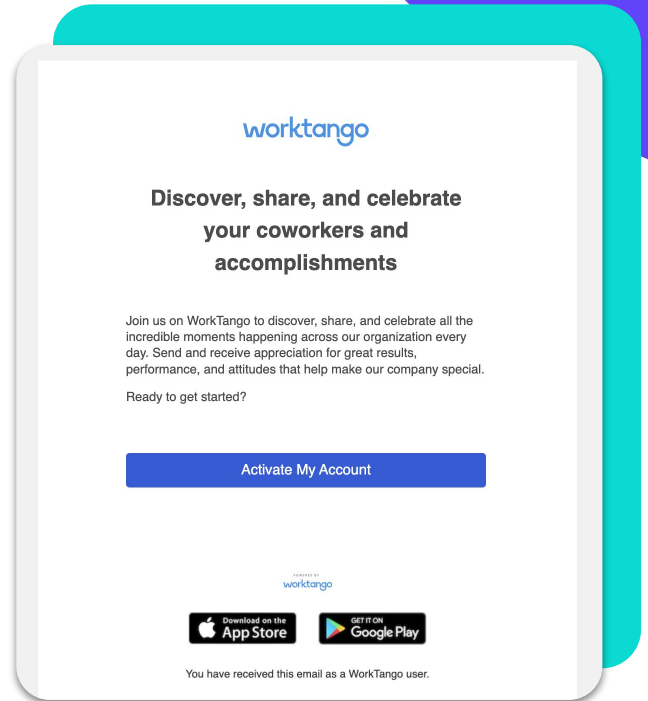 worktango
Discover, share, and celebrate
your coworkers and
accomplishments
Join us on WorkTango to discover, share, and celebrate all the
incredible moments happening across our organization every
day. Send and receive appreciation for great results,
performance, and attitudes that help make our company special.
Ready to get started?
Activate My Account
POWERED BY
worktango
Download on the
App Store
GET IT ON
Google Play
You have received this email as a WorkTango user.